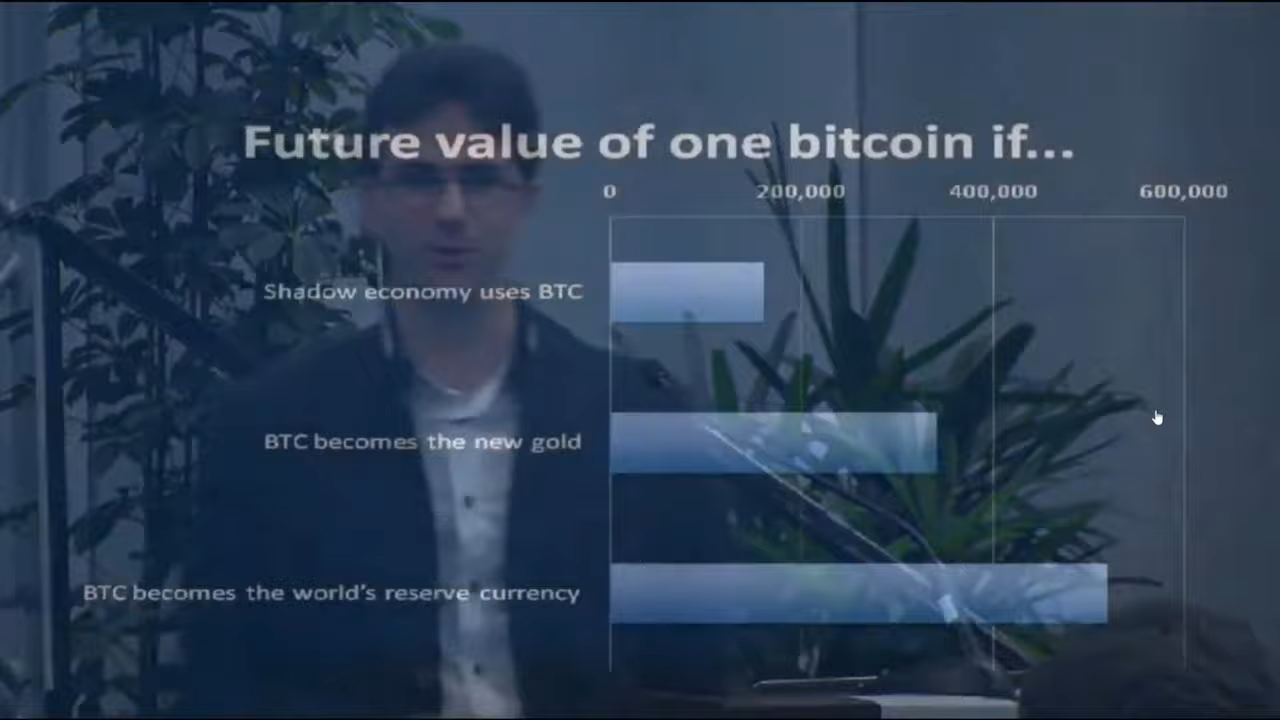 Future value of one bitcoin if...
0 200,000 400,000 600,000
Shadow economy uses BTC
BTC becomes the new gold
BTC becomes the world's reserve currency